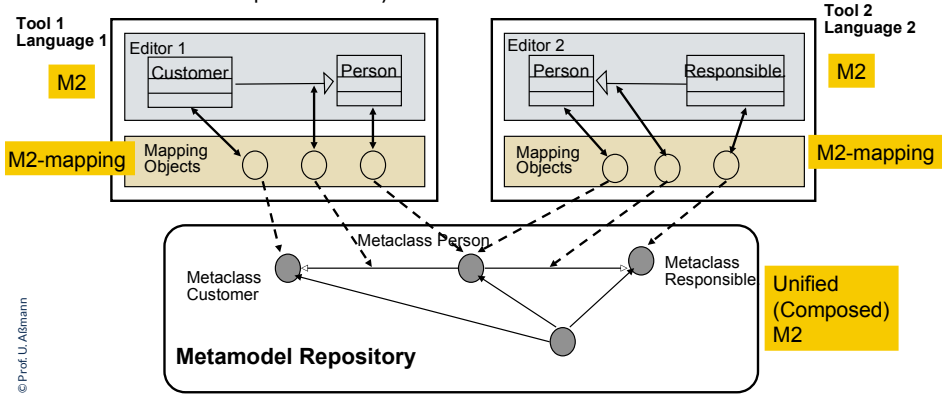 Tool 1
Language 1
Editor 1
Customer
Person
M2
M2-mapping
Mapping
Objects
Tool 2
Language 2
Editor 2
Person
Responsible
M2
Mapping
Objects
M2-mapping
Metaclass Person
Metaclass
Customer
Metaclass
Responsible
Metamodel Repository
Unified
(Composed)
M2
© Prof. U. Aßmann